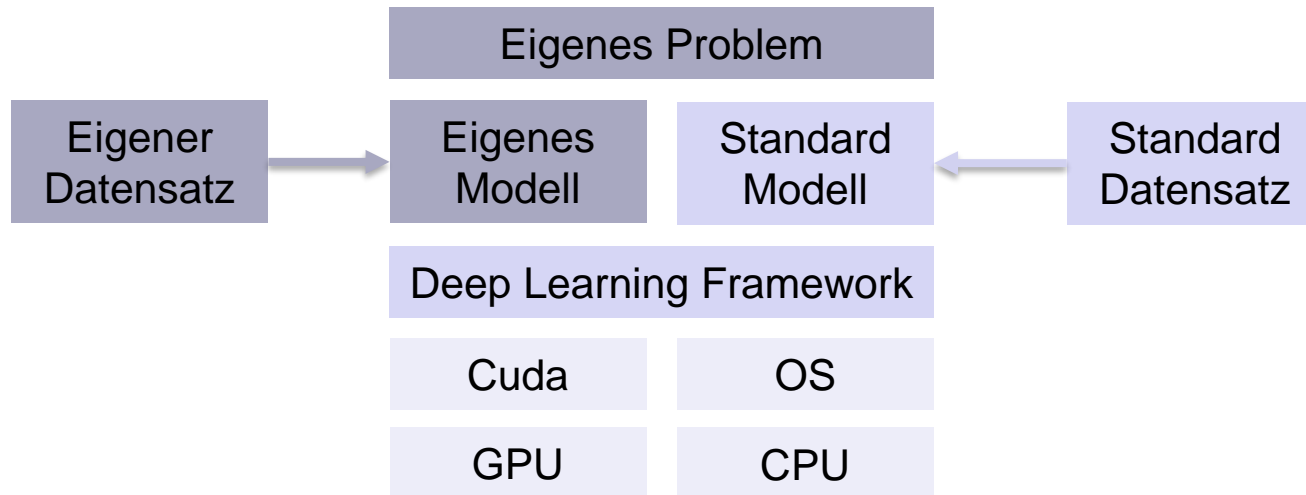 Eigenes Problem
Eigener
Datensatz
Eigenes
Modell
Standard
Modell
Standard
Datensatz
Deep Learning Framework
Cuda
OS
GPU
CPU